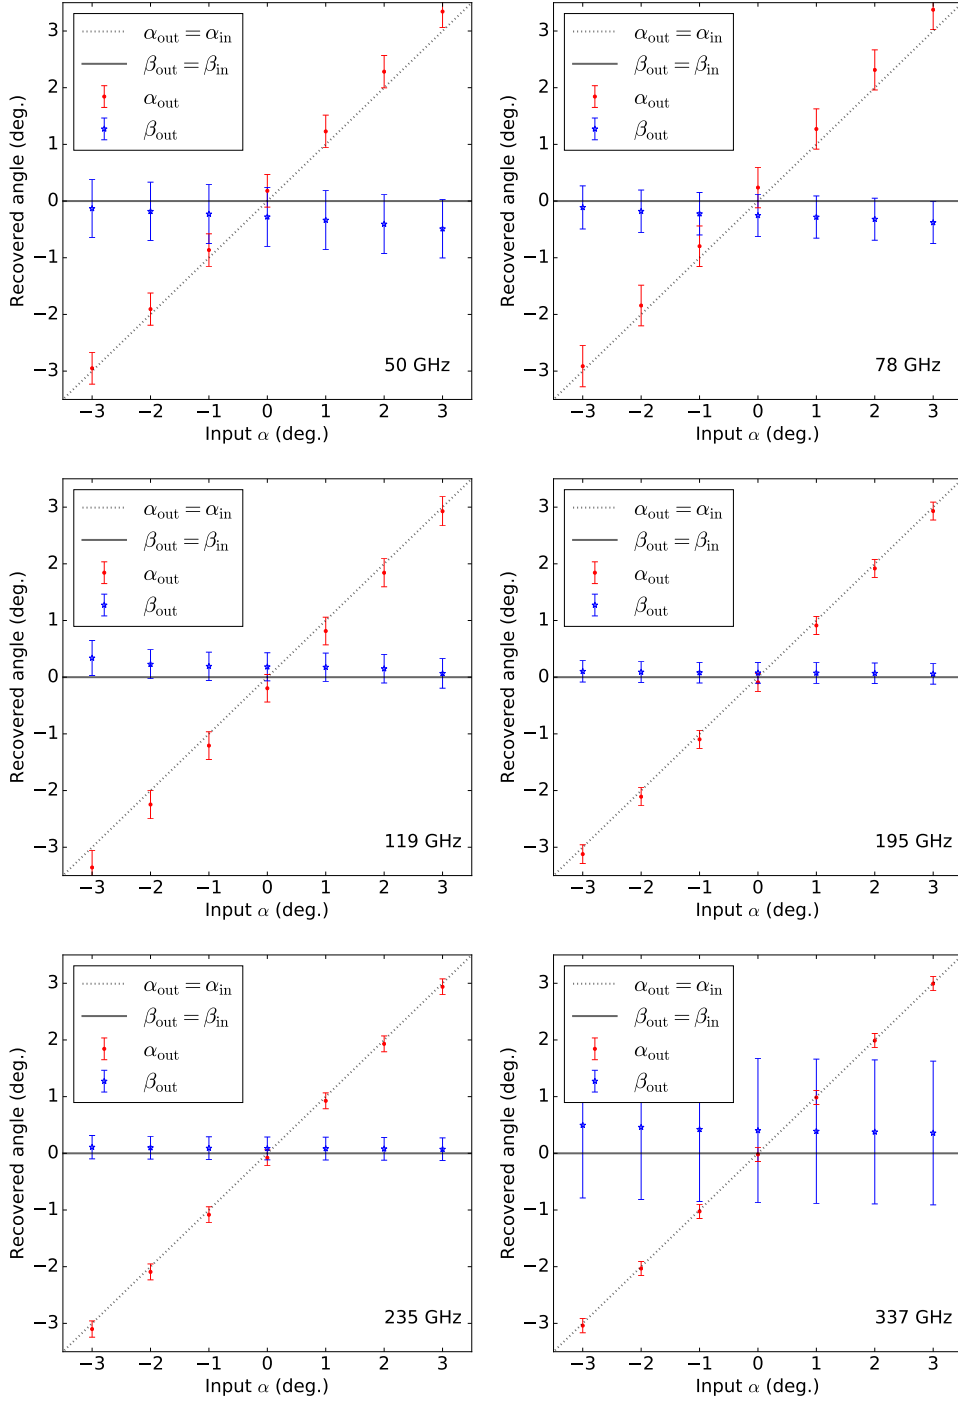 α_out = α_in
β_out = β_in
α_out
β_out
3
2
1
0
−1
−2
−3
Recovered angle (deg.)
50 GHz
−3 −2 −1 0 1 2 3
Input α (deg.)
α_out = α_in
β_out = β_in
α_out
β_out
3
2
1
0
−1
−2
−3
Recovered angle (deg.)
78 GHz
−3 −2 −1 0 1 2 3
Input α (deg.)
α_out = α_in
β_out = β_in
α_out
β_out
3
2
1
0
−1
−2
−3
Recovered angle (deg.)
119 GHz
−3 −2 −1 0 1 2 3
Input α (deg.)
α_out = α_in
β_out = β_in
α_out
β_out
3
2
1
0
−1
−2
−3
Recovered angle (deg.)
195 GHz
−3 −2 −1 0 1 2 3
Input α (deg.)
α_out = α_in
β_out = β_in
α_out
β_out
3
2
1
0
−1
−2
−3
Recovered angle (deg.)
235 GHz
−3 −2 −1 0 1 2 3
Input α (deg.)
α_out = α_in
β_out = β_in
α_out
β_out
3
2
1
0
−1
−2
−3
Recovered angle (deg.)
337 GHz
−3 −2 −1 0 1 2 3
Input α (deg.)